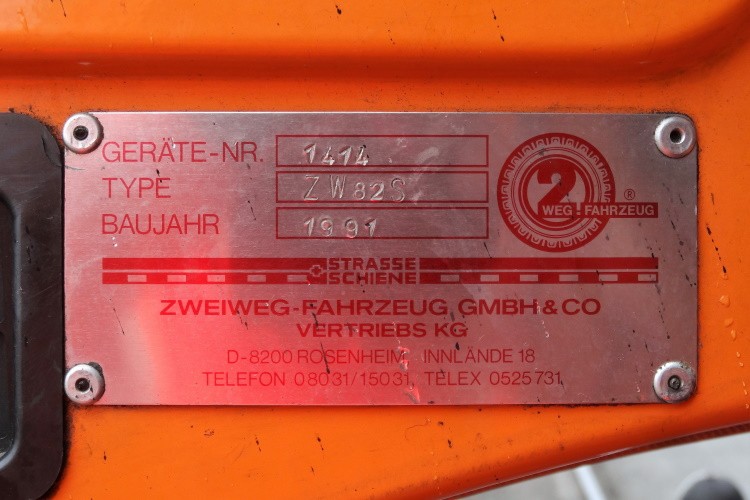 GERÄTE-NR. 1414
TYPE ZW82S
BAUJAHR 1991
2
WEG-FAHRZEUG ®
STRASSE
SCHIENE
ZWEIWEG-FAHRZEUG GMBH & CO
VERTRIEBS KG
D-8200 ROSENHEIM INNLÄNDE 18
TELEFON 08031/15031, TELEX 0525731